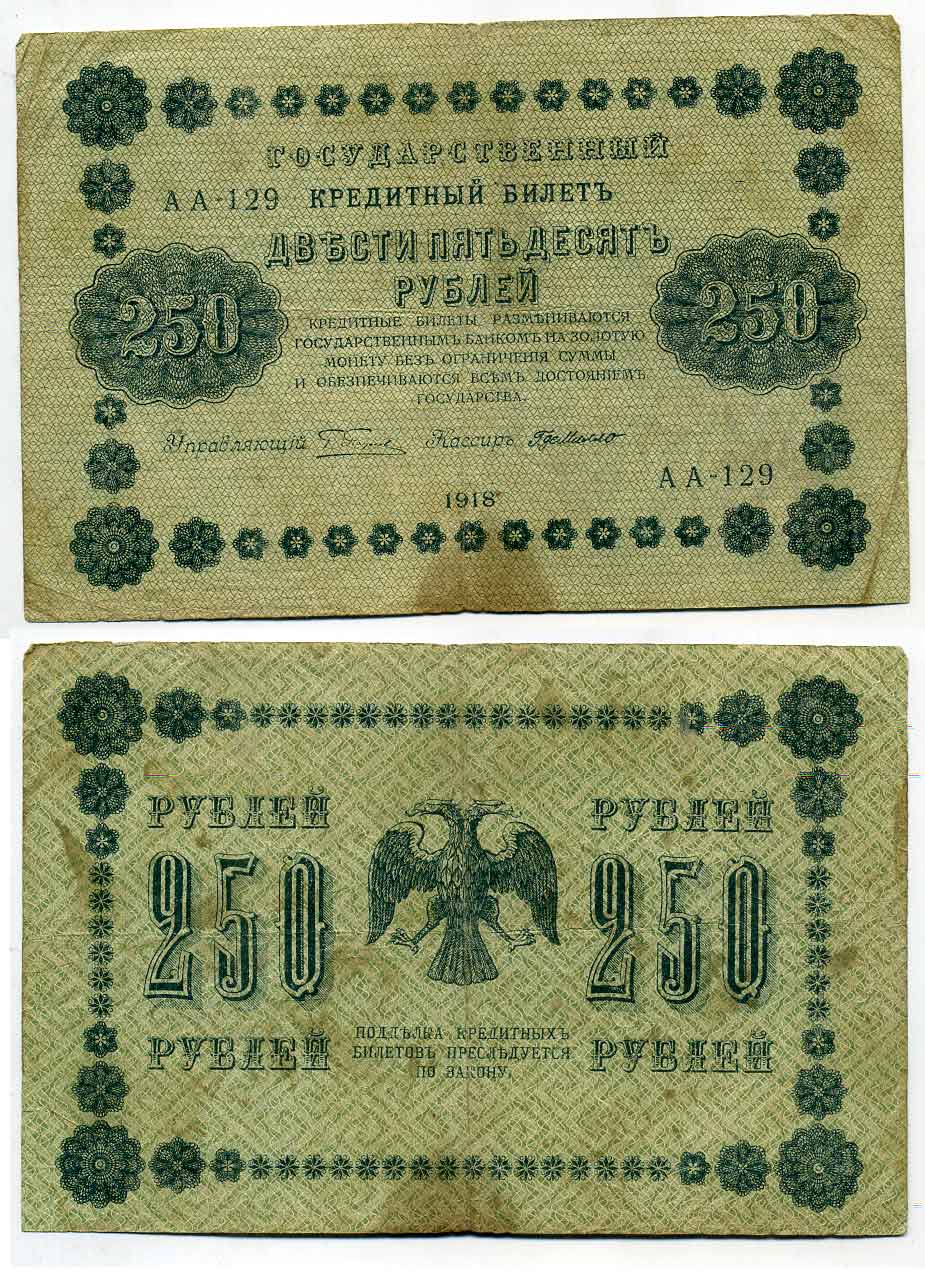 ГОСУДАРСТВЕННЫЙ
АА-129 КРЕДИТНЫЙ БИЛЕТЪ
ДВѢСТИ ПЯТЬДЕСЯТЪ
РУБЛЕЙ
250 250
КРЕДИТНЫЕ БИЛЕТЫ РАЗМѢНИВАЮТСЯ
ГОСУДАРСТВЕННЫМЪ БАНКОМЪ НА ЗОЛОТУЮ
МОНЕТУ БЕЗЪ ОГРАНИЧЕНІЯ СУММЫ
И ОБЕЗПЕЧИВАЮТСЯ ВСѢМЪ ДОСТОЯНІЕМЪ
ГОСУДАРСТВА.
Управляющій Кассиръ
АА-129
1918
РУБЛЕЙ РУБЛЕЙ
250 250
РУБЛЕЙ РУБЛЕЙ
ПОДДѢЛКА КРЕДИТНЫХЪ
БИЛЕТОВЪ ПРЕСЛѢДУЕТСЯ
ПО ЗАКОНУ.